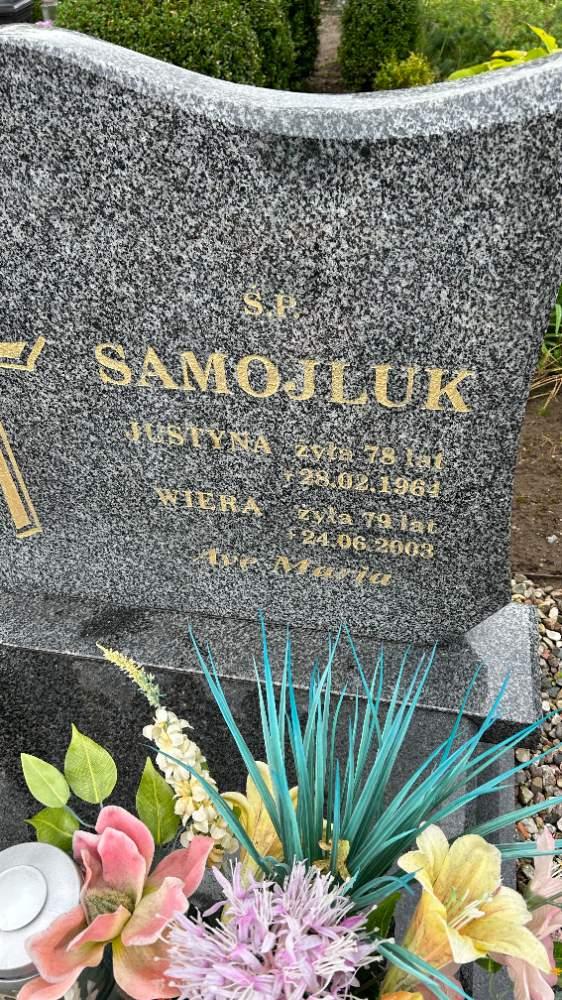 Ś.P.
SAMOJLUK
JUSTYNA żyła 78 lat
† 28.02.1964
WIERA żyła 79 lat
† 24.06.2003
Ave Maria